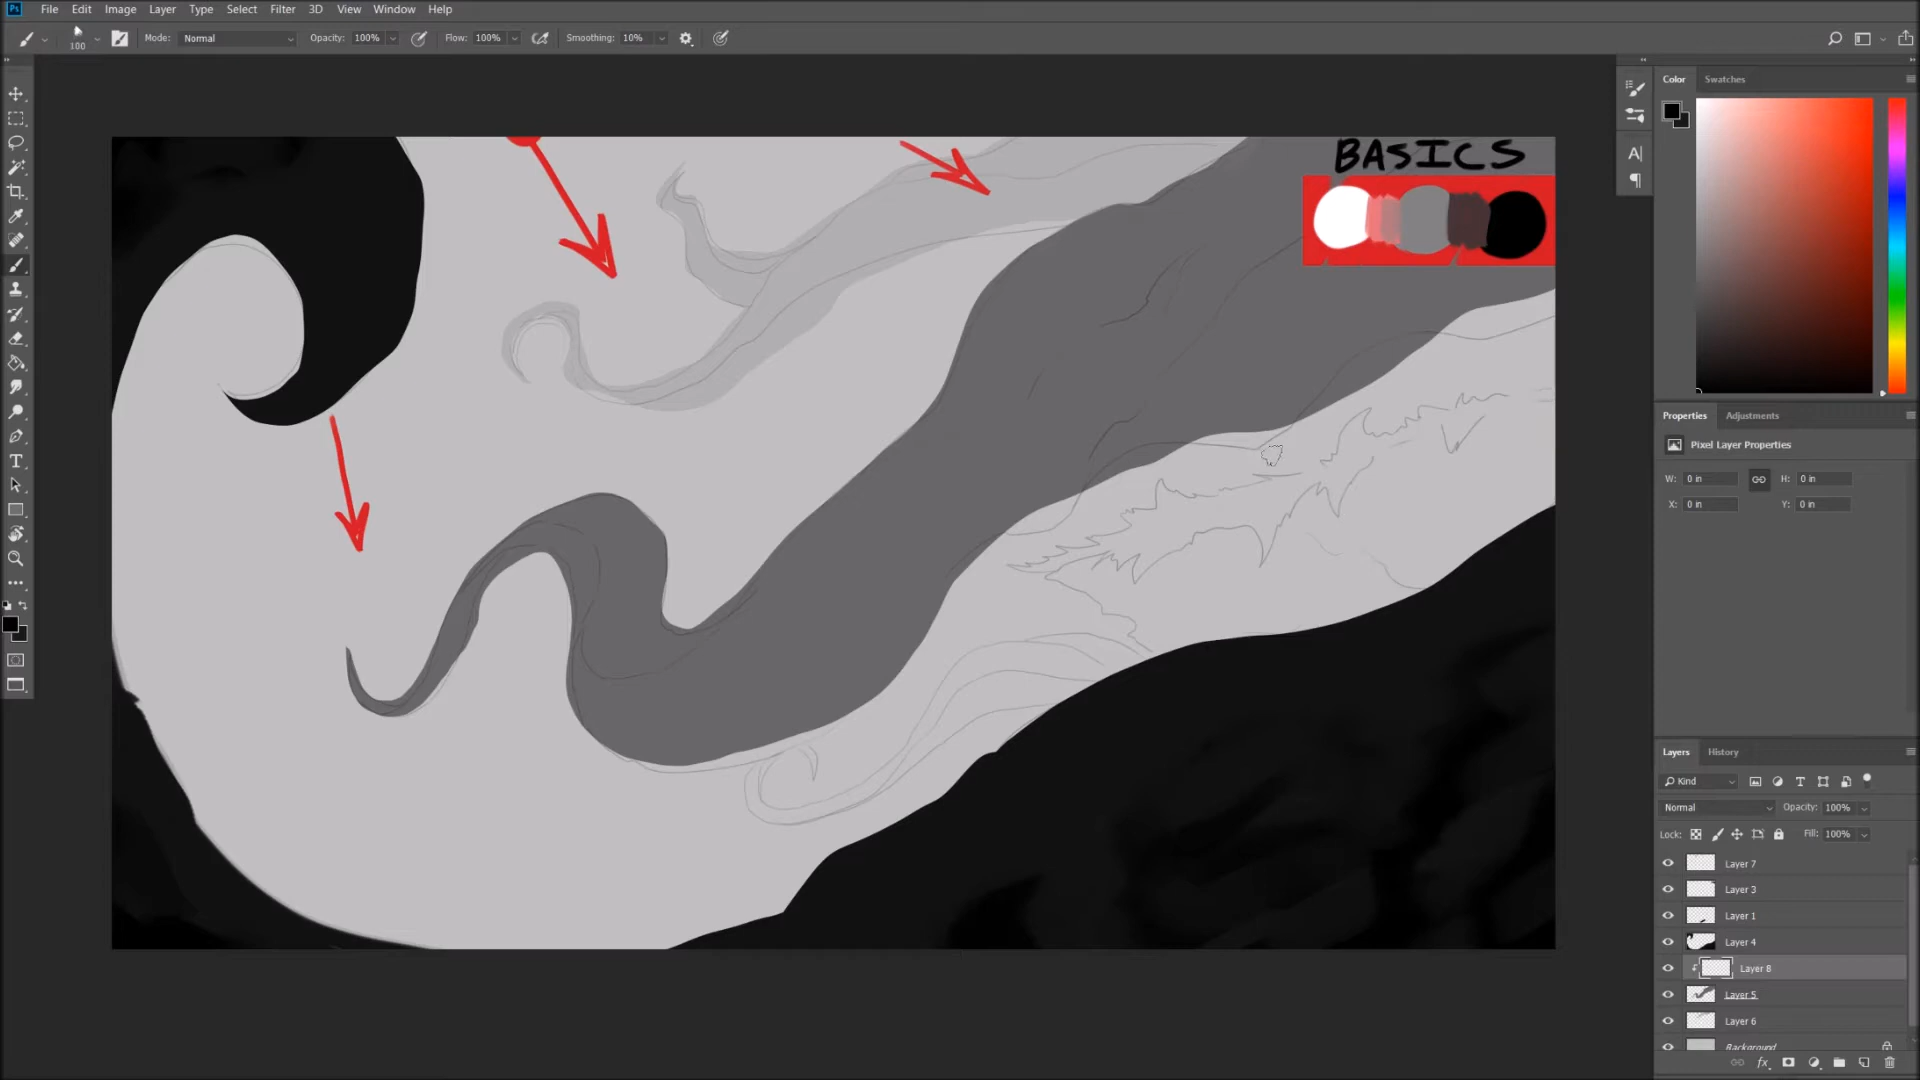 Ps File Edit Image Layer Type Select Filter 3D View Window Help
100 Mode: Normal Opacity: 100% Flow: 100% Smoothing: 10%
Color Swatches
BASICS
Properties Adjustments
Pixel Layer Properties
W: 0 in H: 0 in
X: 0 in Y: 0 in
Layers History
Kind
Normal Opacity: 100%
Lock: Fill: 100%
Layer 7
Layer 3
Layer 1
Layer 4
Layer 8
Layer 5
Layer 6
Background